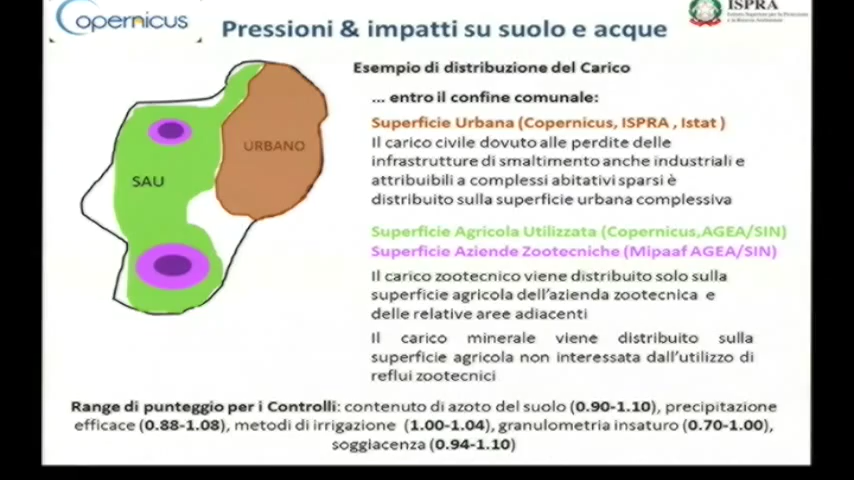 Copernicus
ISPRA
Pressioni & impatti su suolo e acque
Esempio di distribuzione del Carico
... entro il confine comunale:
Superficie Urbana (Copernicus, ISPRA , Istat )
Il carico civile dovuto alle perdite delle
infrastrutture di smaltimento anche industriali e
attribuibili a complessi abitativi sparsi è
distribuito sulla superficie urbana complessiva
URBANO
SAU
Superficie Agricola Utilizzata (Copernicus,AGEA/SIN)
Superficie Aziende Zootecniche (Mipaaf AGEA/SIN)
Il carico zootecnico viene distribuito solo sulla
superficie agricola dell'azienda zootecnica e
delle relative aree adiacenti
Il carico minerale viene distribuito sulla
superficie agricola non interessata dall'utilizzo di
reflui zootecnici
Range di punteggio per i Controlli: contenuto di azoto del suolo (0.90-1.10), precipitazione
efficace (0.88-1.08), metodi di irrigazione (1.00-1.04), granulometria insaturo (0.70-1.00),
soggiacenza (0.94-1.10)